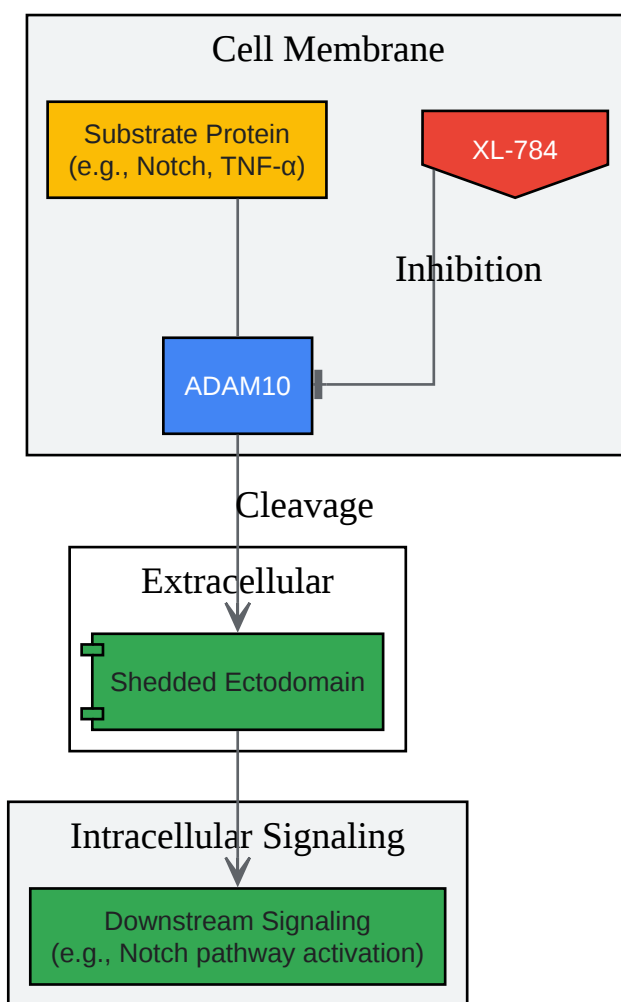 Cell Membrane
Substrate Protein
(e.g., Notch, TNF-α)
XL-784
Inhibition
ADAM10
Cleavage
Extracellular
Shedded Ectodomain
Intracellular Signaling
Downstream Signaling
(e.g., Notch pathway activation)